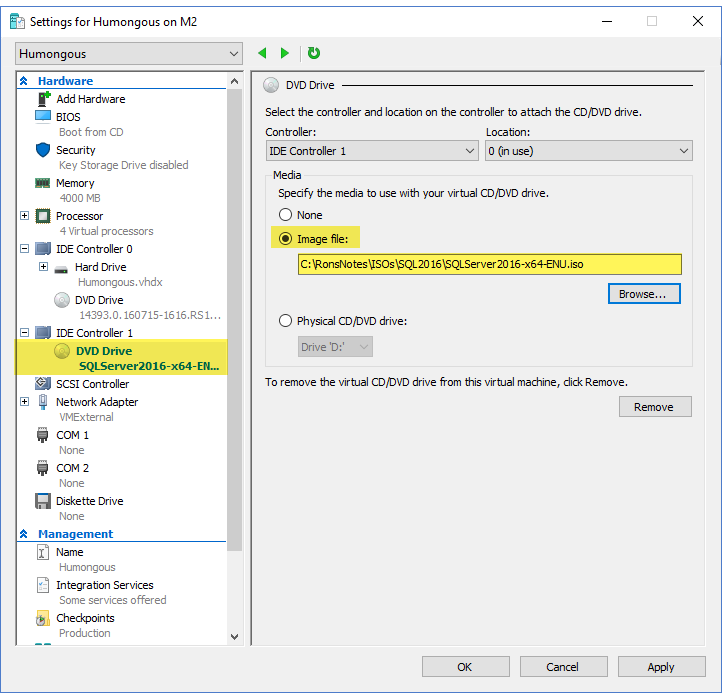 Settings for Humongous on M2
Humongous
Hardware
Add Hardware
BIOS
Boot from CD
Security
Key Storage Drive disabled
Memory
4000 MB
Processor
4 Virtual processors
IDE Controller 0
Hard Drive
Humongous.vhdx
DVD Drive
14393.0.160715-1616.RS1...
IDE Controller 1
DVD Drive
SQLServer2016-x64-EN...
SCSI Controller
Network Adapter
VMExternal
COM 1
None
COM 2
None
Diskette Drive
None
Management
Name
Humongous
Integration Services
Some services offered
Checkpoints
Production
DVD Drive
Select the controller and location on the controller to attach the CD/DVD drive.
Controller: Location:
IDE Controller 1 0 (in use)
Media
Specify the media to use with your virtual CD/DVD drive.
None
Image file:
C:\RonsNotes\ISOs\SQL2016\SQLServer2016-x64-ENU.iso
Browse...
Physical CD/DVD drive:
Drive 'D:'
To remove the virtual CD/DVD drive from this virtual machine, click Remove.
Remove
OK Cancel Apply